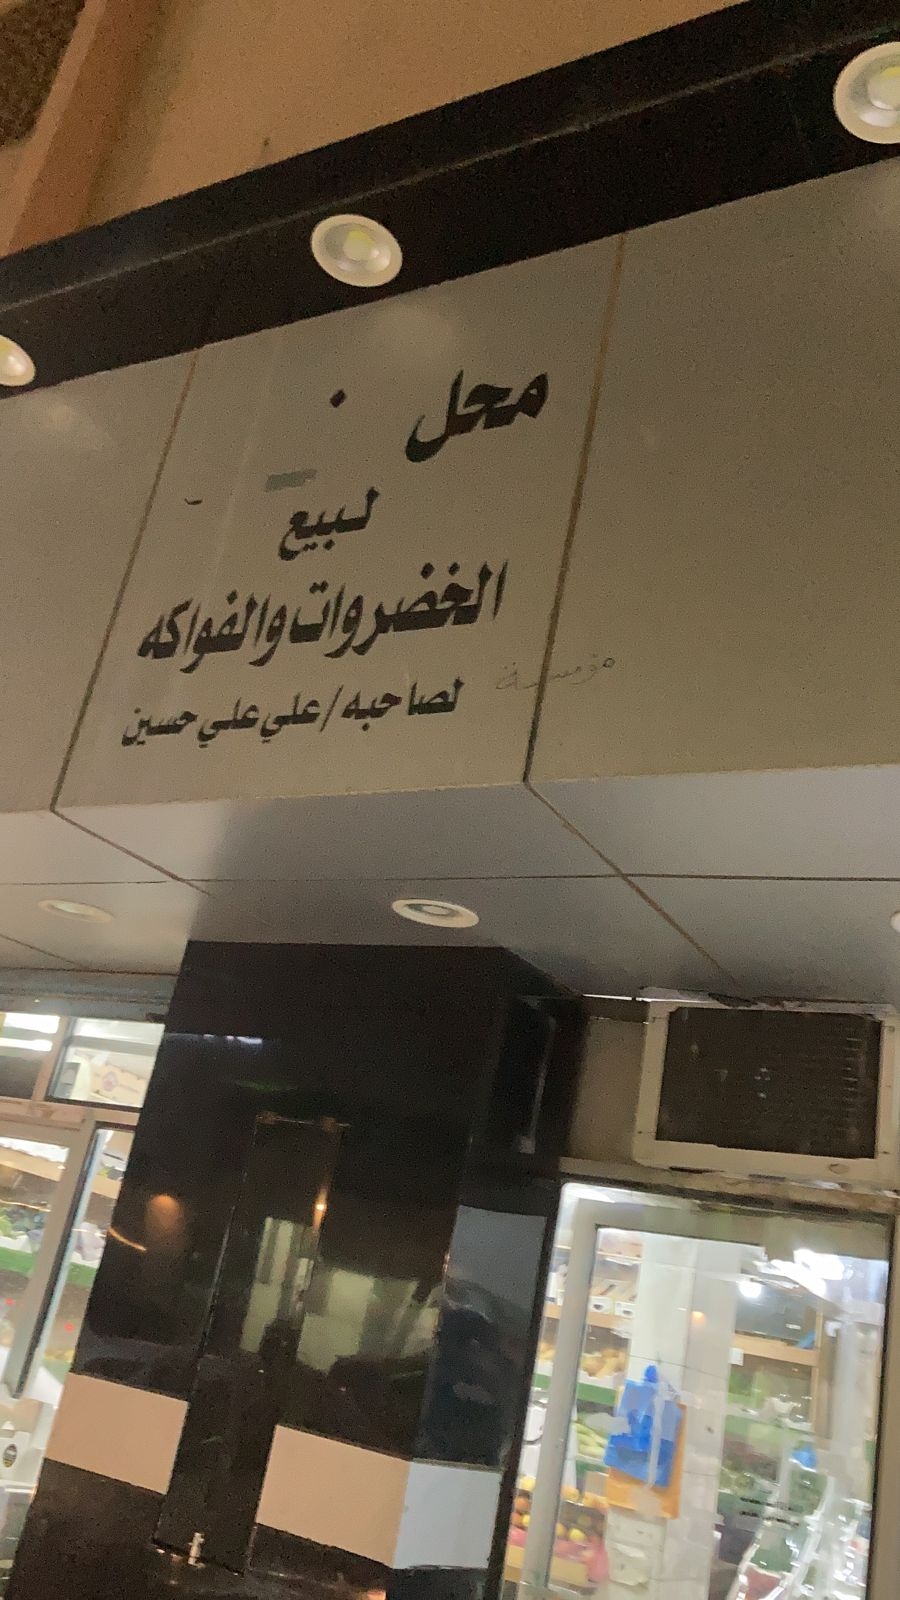 محل
لبيع
الخضروات والفواكه
لصاحبه / علي علي حسين
مؤسسة